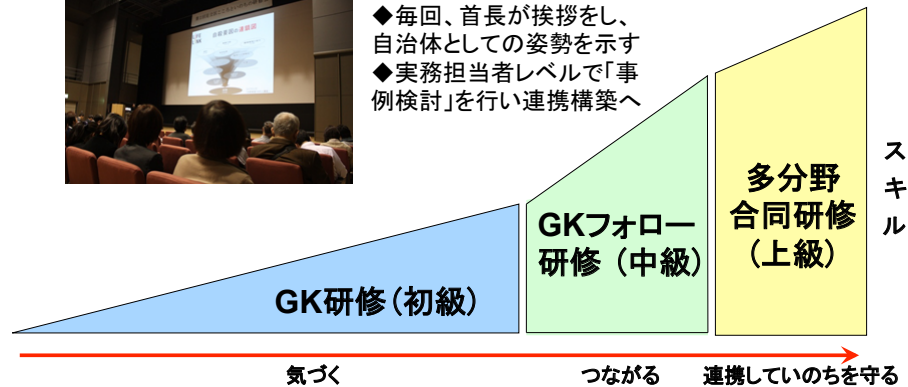 ◆毎回、首長が挨拶をし、
自治体としての姿勢を示す
◆実務担当者レベルで「事
例検討」を行い連携構築へ
スキル
多分野
合同研修
（上級）
GKフォロー
研修（中級）
GK研修（初級）
気づく
つながる
連携していのちを守る